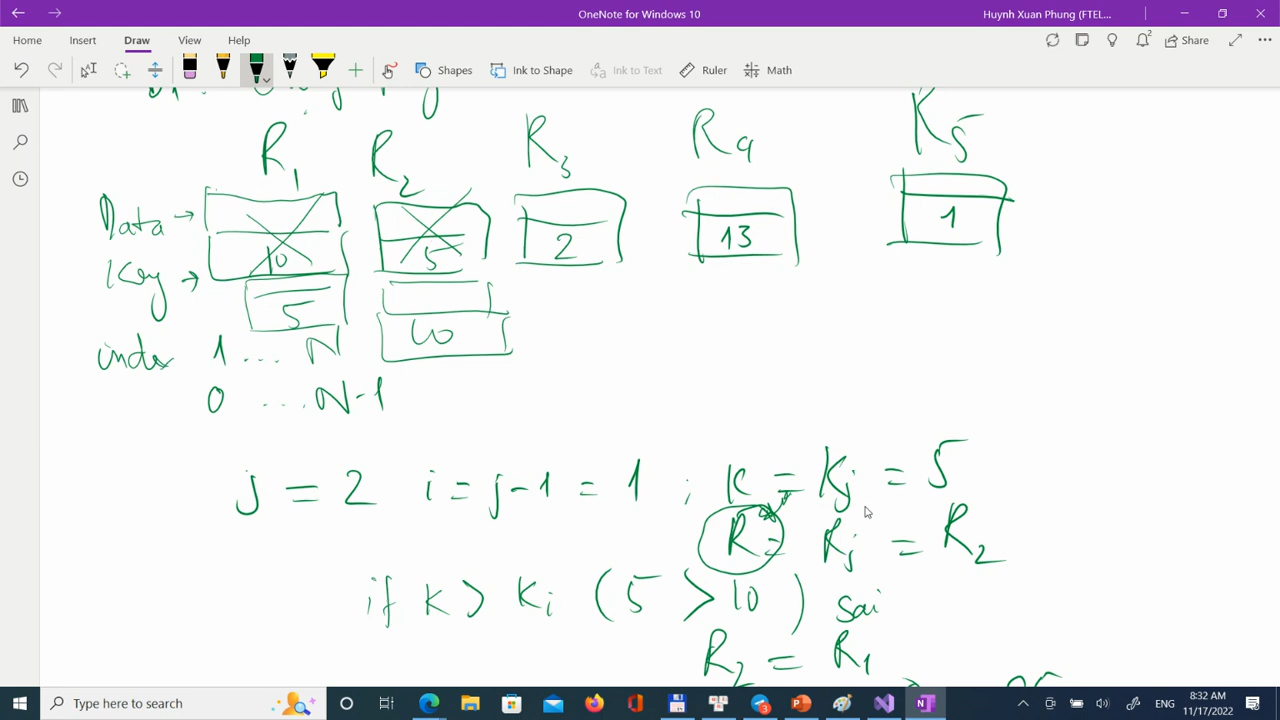 OneNote for Windows 10
Huynh Xuan Phung (FTEL...
Home Insert Draw View Help
Share
Shapes Ink to Shape Ink to Text Ruler Math
R1 R2 R3 R4 K5
Data →
10 5 2 13 1
Key →
5 10
index 1 ... N
0 ... N-1
j = 2 i = j-1 = 1 ; K = Kj = 5
R = Rj = R2
if K > Ki (5 > 10) sai
R2 = R1
Type here to search
ENG
8:32 AM
11/17/2022